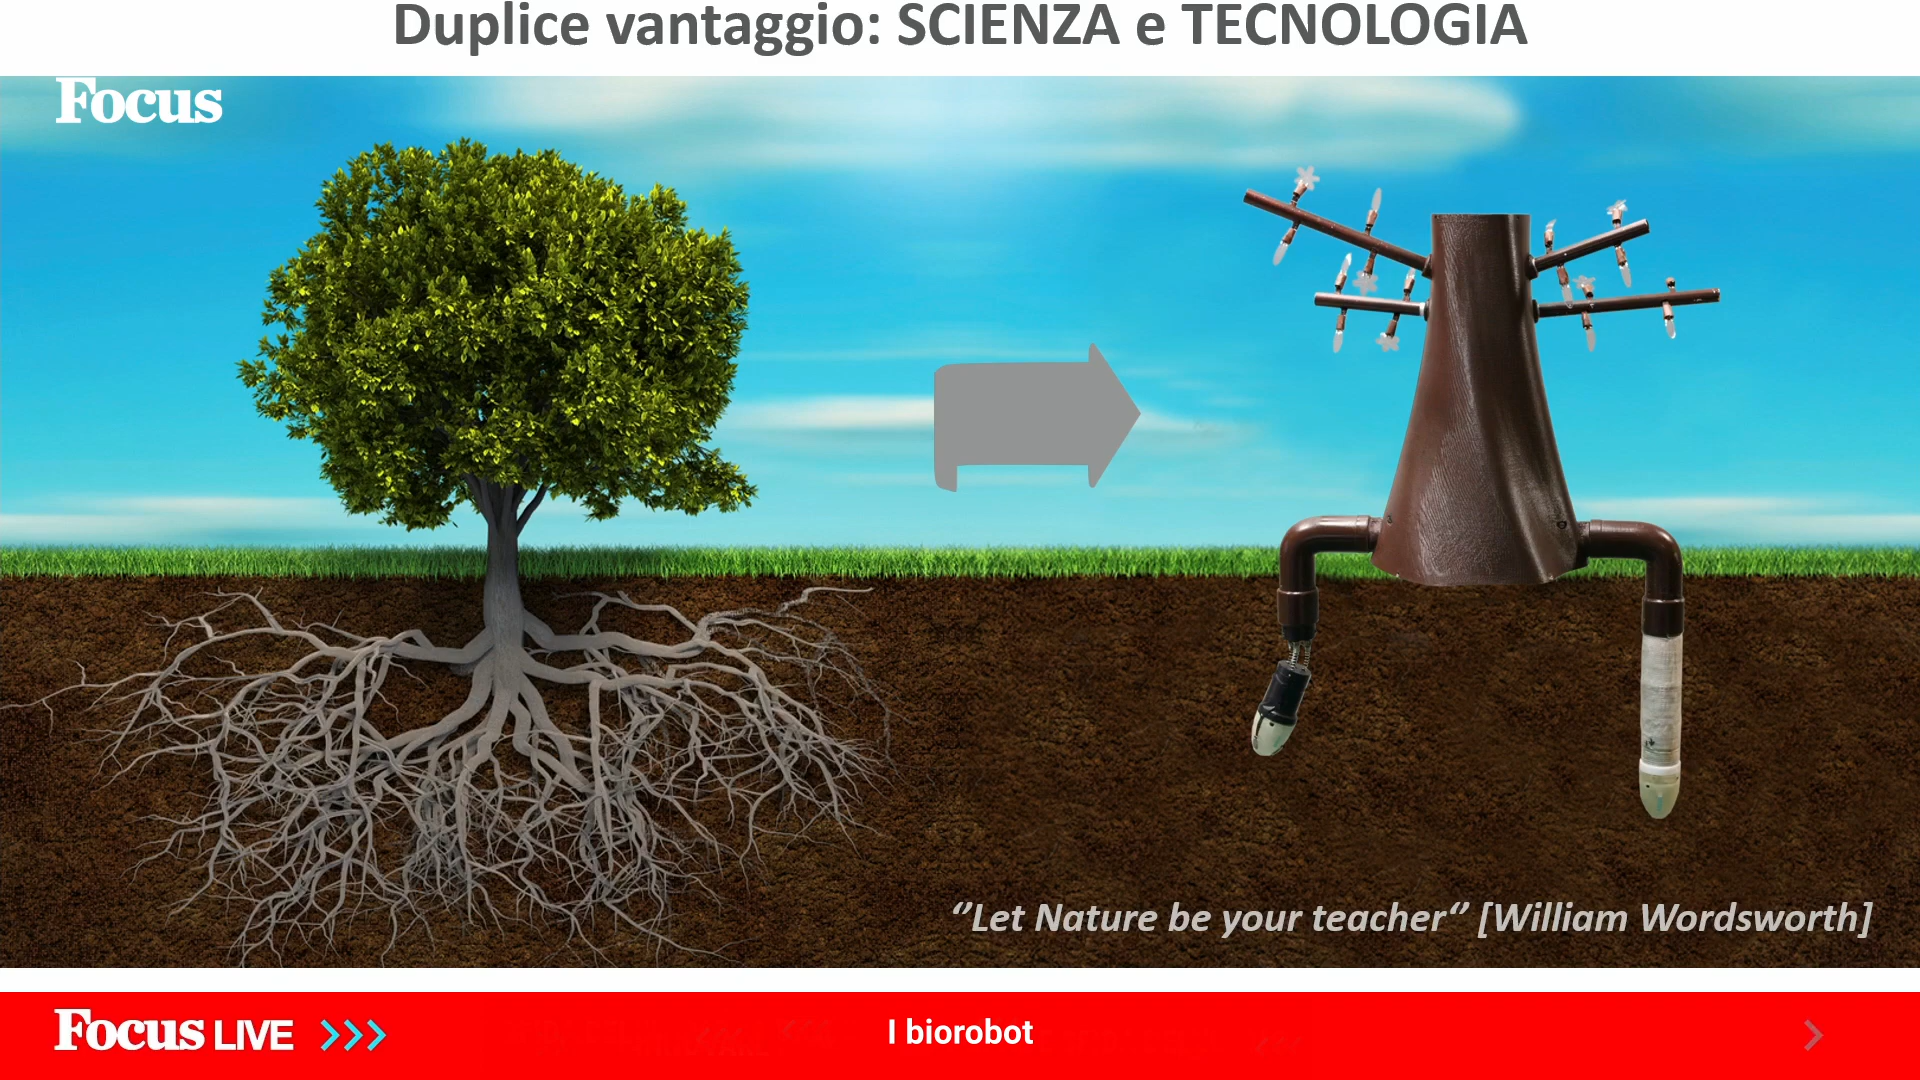 Duplice vantaggio: SCIENZA e TECNOLOGIA
Focus
“Let Nature be your teacher“ [William Wordsworth]
Focus LIVE >>>
I biorobot